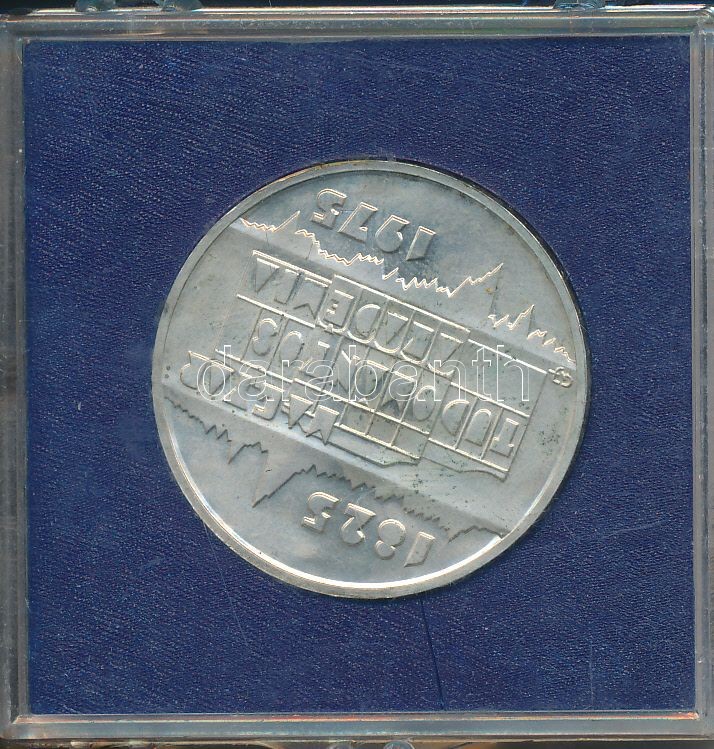 1825
MAGYAR
TUDOMÁNYOS
AKADÉMIA
1975
darabanth